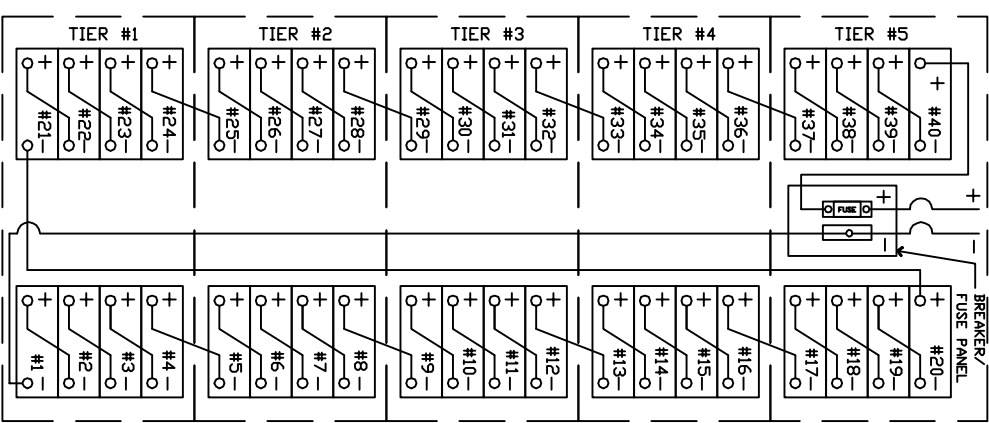 TIER #1 TIER #2 TIER #3 TIER #4 TIER #5
+ + + + + + + + + + + + + + + + + + + +
#21 #22 #23 #24 #25 #26 #27 #28 #29 #30 #31 #32 #33 #34 #35 #36 #37 #38 #39 #40
- - - - - - - - - - - - - - - - - - - -
+ +
FUSE
- -
BREAKER/
FUSE PANEL
+ + + + + + + + + + + + + + + + + + + +
#1 #2 #3 #4 #5 #6 #7 #8 #9 #10 #11 #12 #13 #14 #15 #16 #17 #18 #19 #20
- - - - - - - - - - - - - - - - - - - -